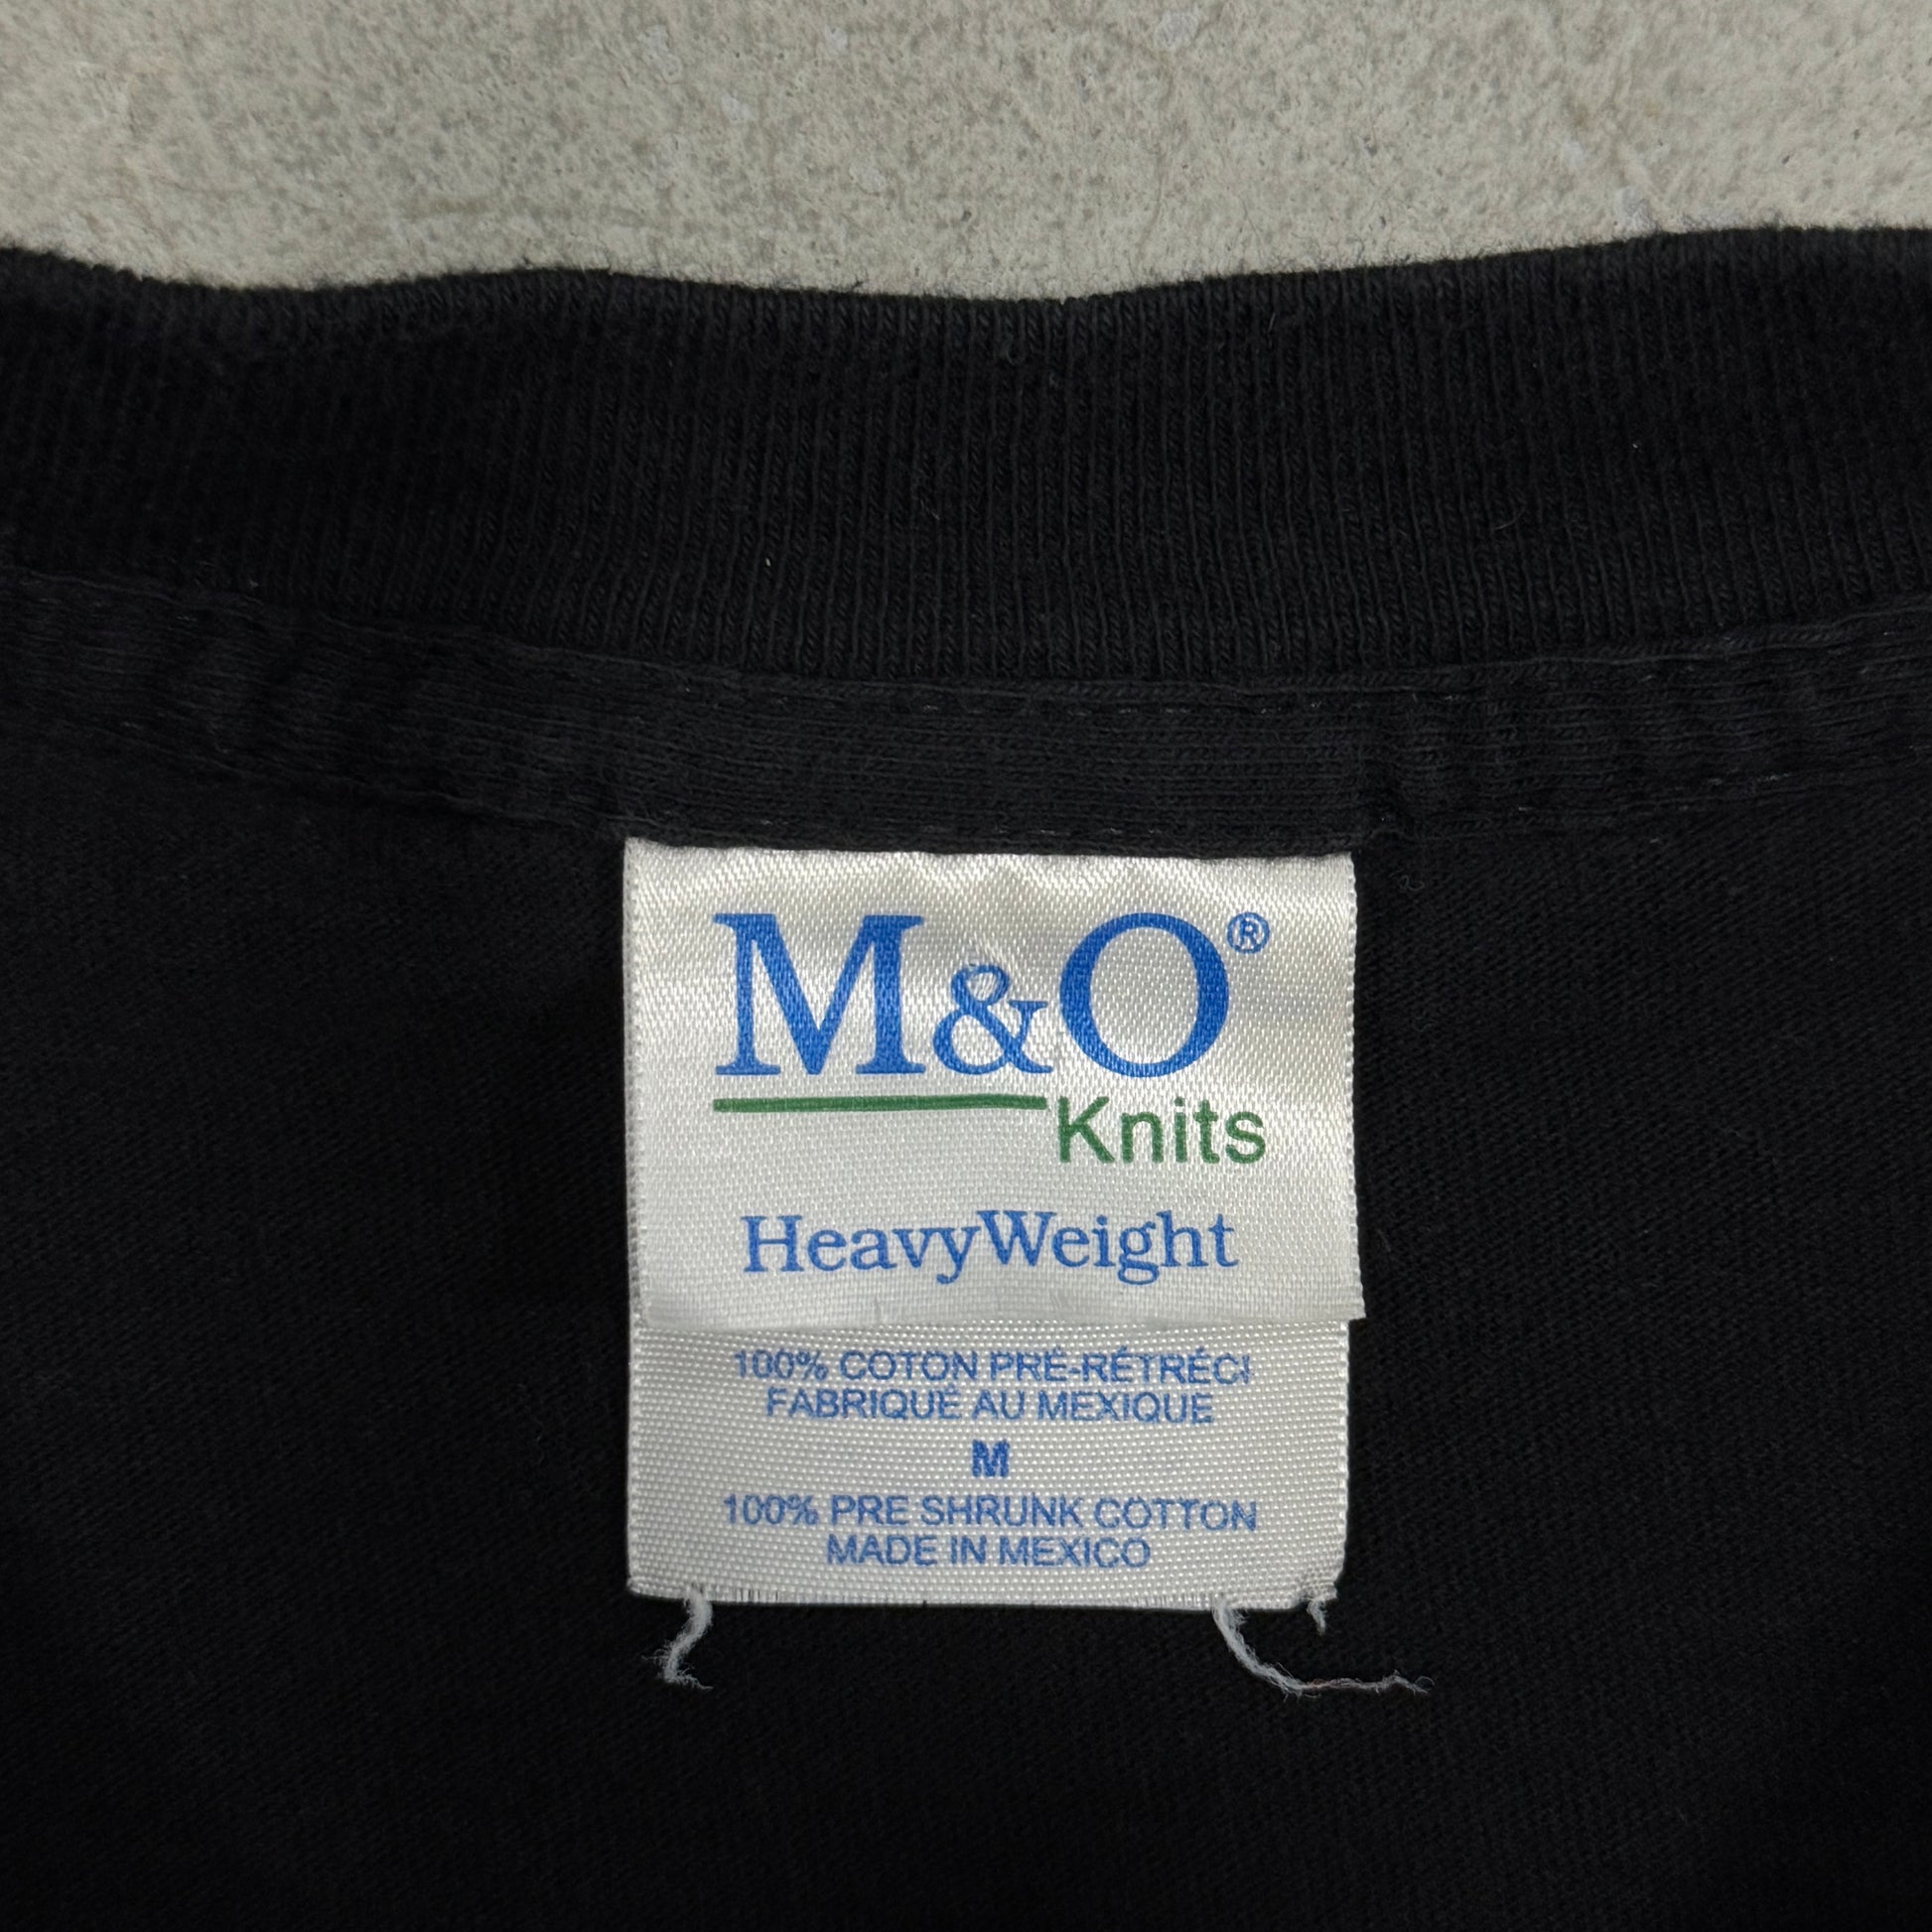 M&O®
Knits
HeavyWeight
100% COTON PRÉ-RÉTRÉCI
FABRIQUÉ AU MEXIQUE
M
100% PRE SHRUNK COTTON
MADE IN MEXICO